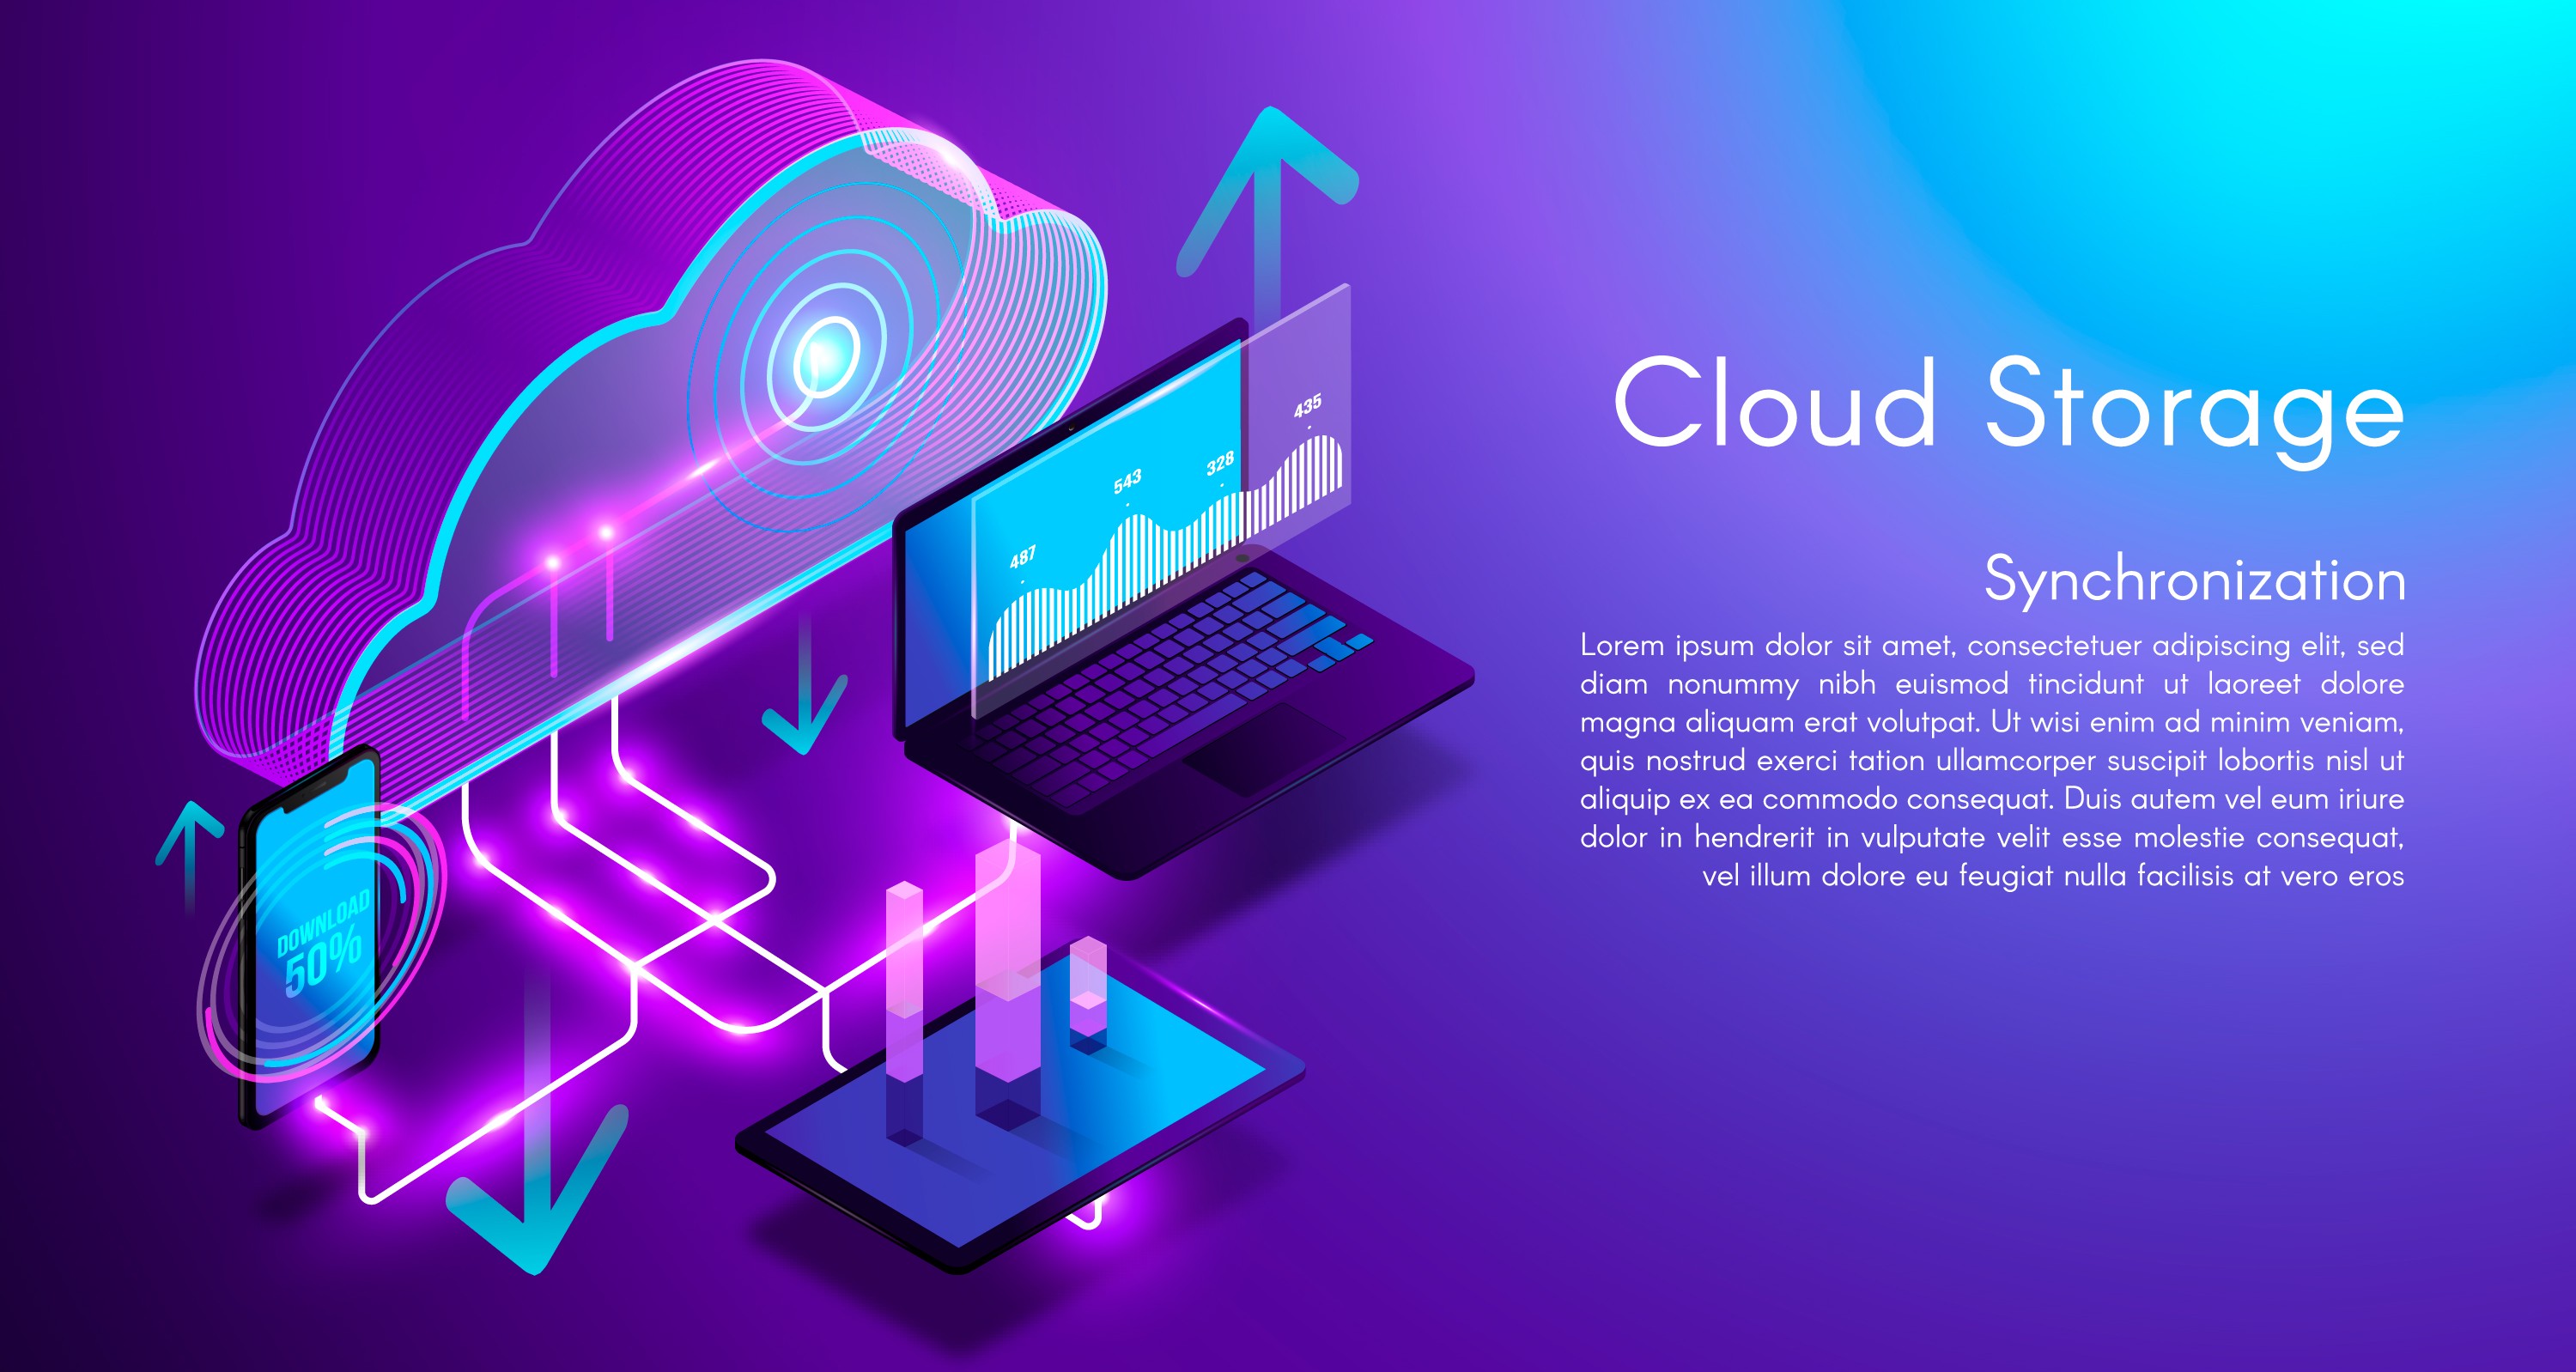 Cloud Storage
Synchronization
Lorem ipsum dolor sit amet, consectetuer adipiscing elit, sed
diam nonummy nibh euismod tincidunt ut laoreet dolore
magna aliquam erat volutpat. Ut wisi enim ad minim veniam,
quis nostrud exerci tation ullamcorper suscipit lobortis nisl ut
aliquip ex ea commodo consequat. Duis autem vel eum iriure
dolor in hendrerit in vulputate velit esse molestie consequat,
vel illum dolore eu feugiat nulla facilisis at vero eros
487
543
328
435
DOWNLOAD
50%